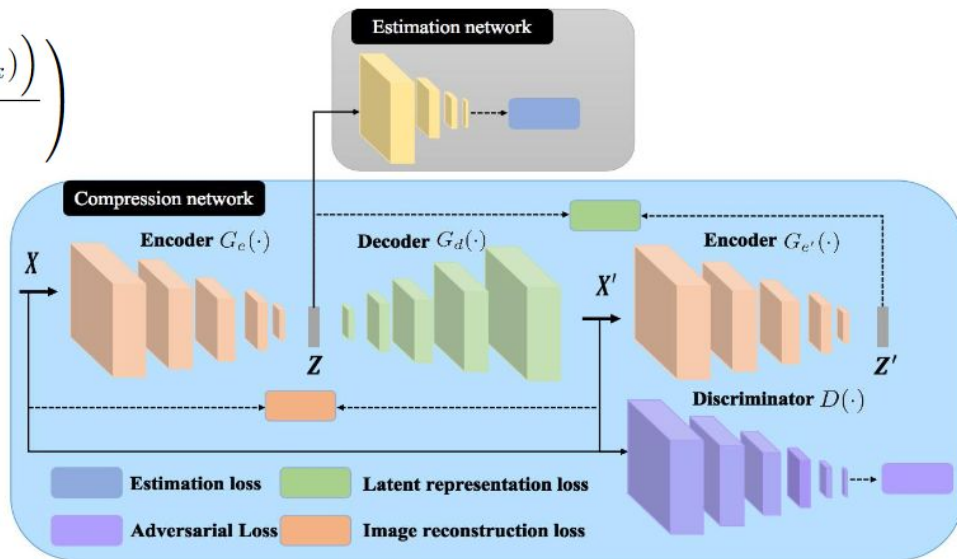 Estimation network
x))
)
Compression network
Encoder G_e(·)
Decoder G_d(·)
Encoder G_{e'}(·)
X
X'
Z
Z'
Discriminator D(·)
Estimation loss
Latent representation loss
Adversarial Loss
Image reconstruction loss